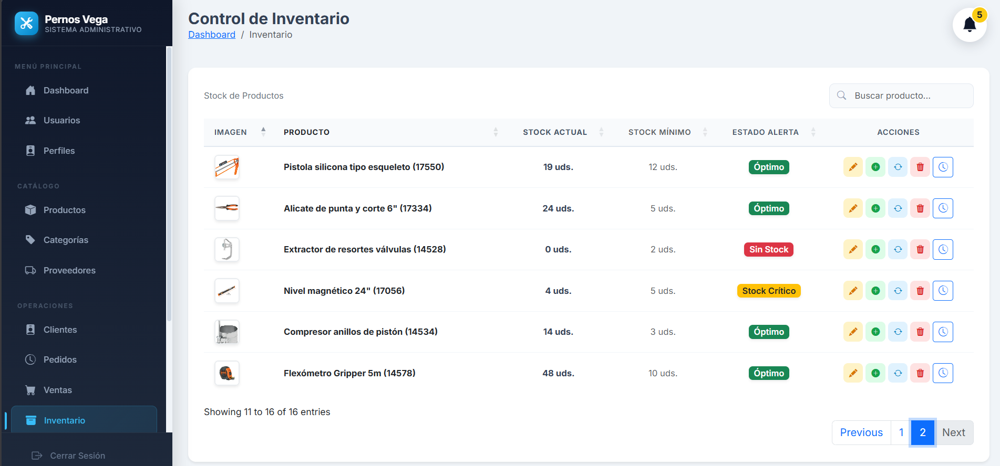 Pernos Vega
SISTEMA ADMINISTRATIVO
MENÚ PRINCIPAL
Dashboard
Usuarios
Perfiles
CATÁLOGO
Productos
Categorías
Proveedores
OPERACIONES
Clientes
Pedidos
Ventas
Inventario
Cerrar Sesión
Control de Inventario
Dashboard / Inventario
5
Stock de Productos
Buscar producto...
IMAGEN PRODUCTO STOCK ACTUAL STOCK MÍNIMO ESTADO ALERTA ACCIONES
Pistola silicona tipo esqueleto (17550) 19 uds. 12 uds. Óptimo
Alicate de punta y corte 6" (17334) 24 uds. 5 uds. Óptimo
Extractor de resortes válvulas (14528) 0 uds. 2 uds. Sin Stock
Nivel magnético 24" (17056) 4 uds. 5 uds. Stock Crítico
Compresor anillos de pistón (14534) 14 uds. 3 uds. Óptimo
Flexómetro Gripper 5m (14578) 48 uds. 10 uds. Óptimo
Showing 11 to 16 of 16 entries
Previous 1 2 Next